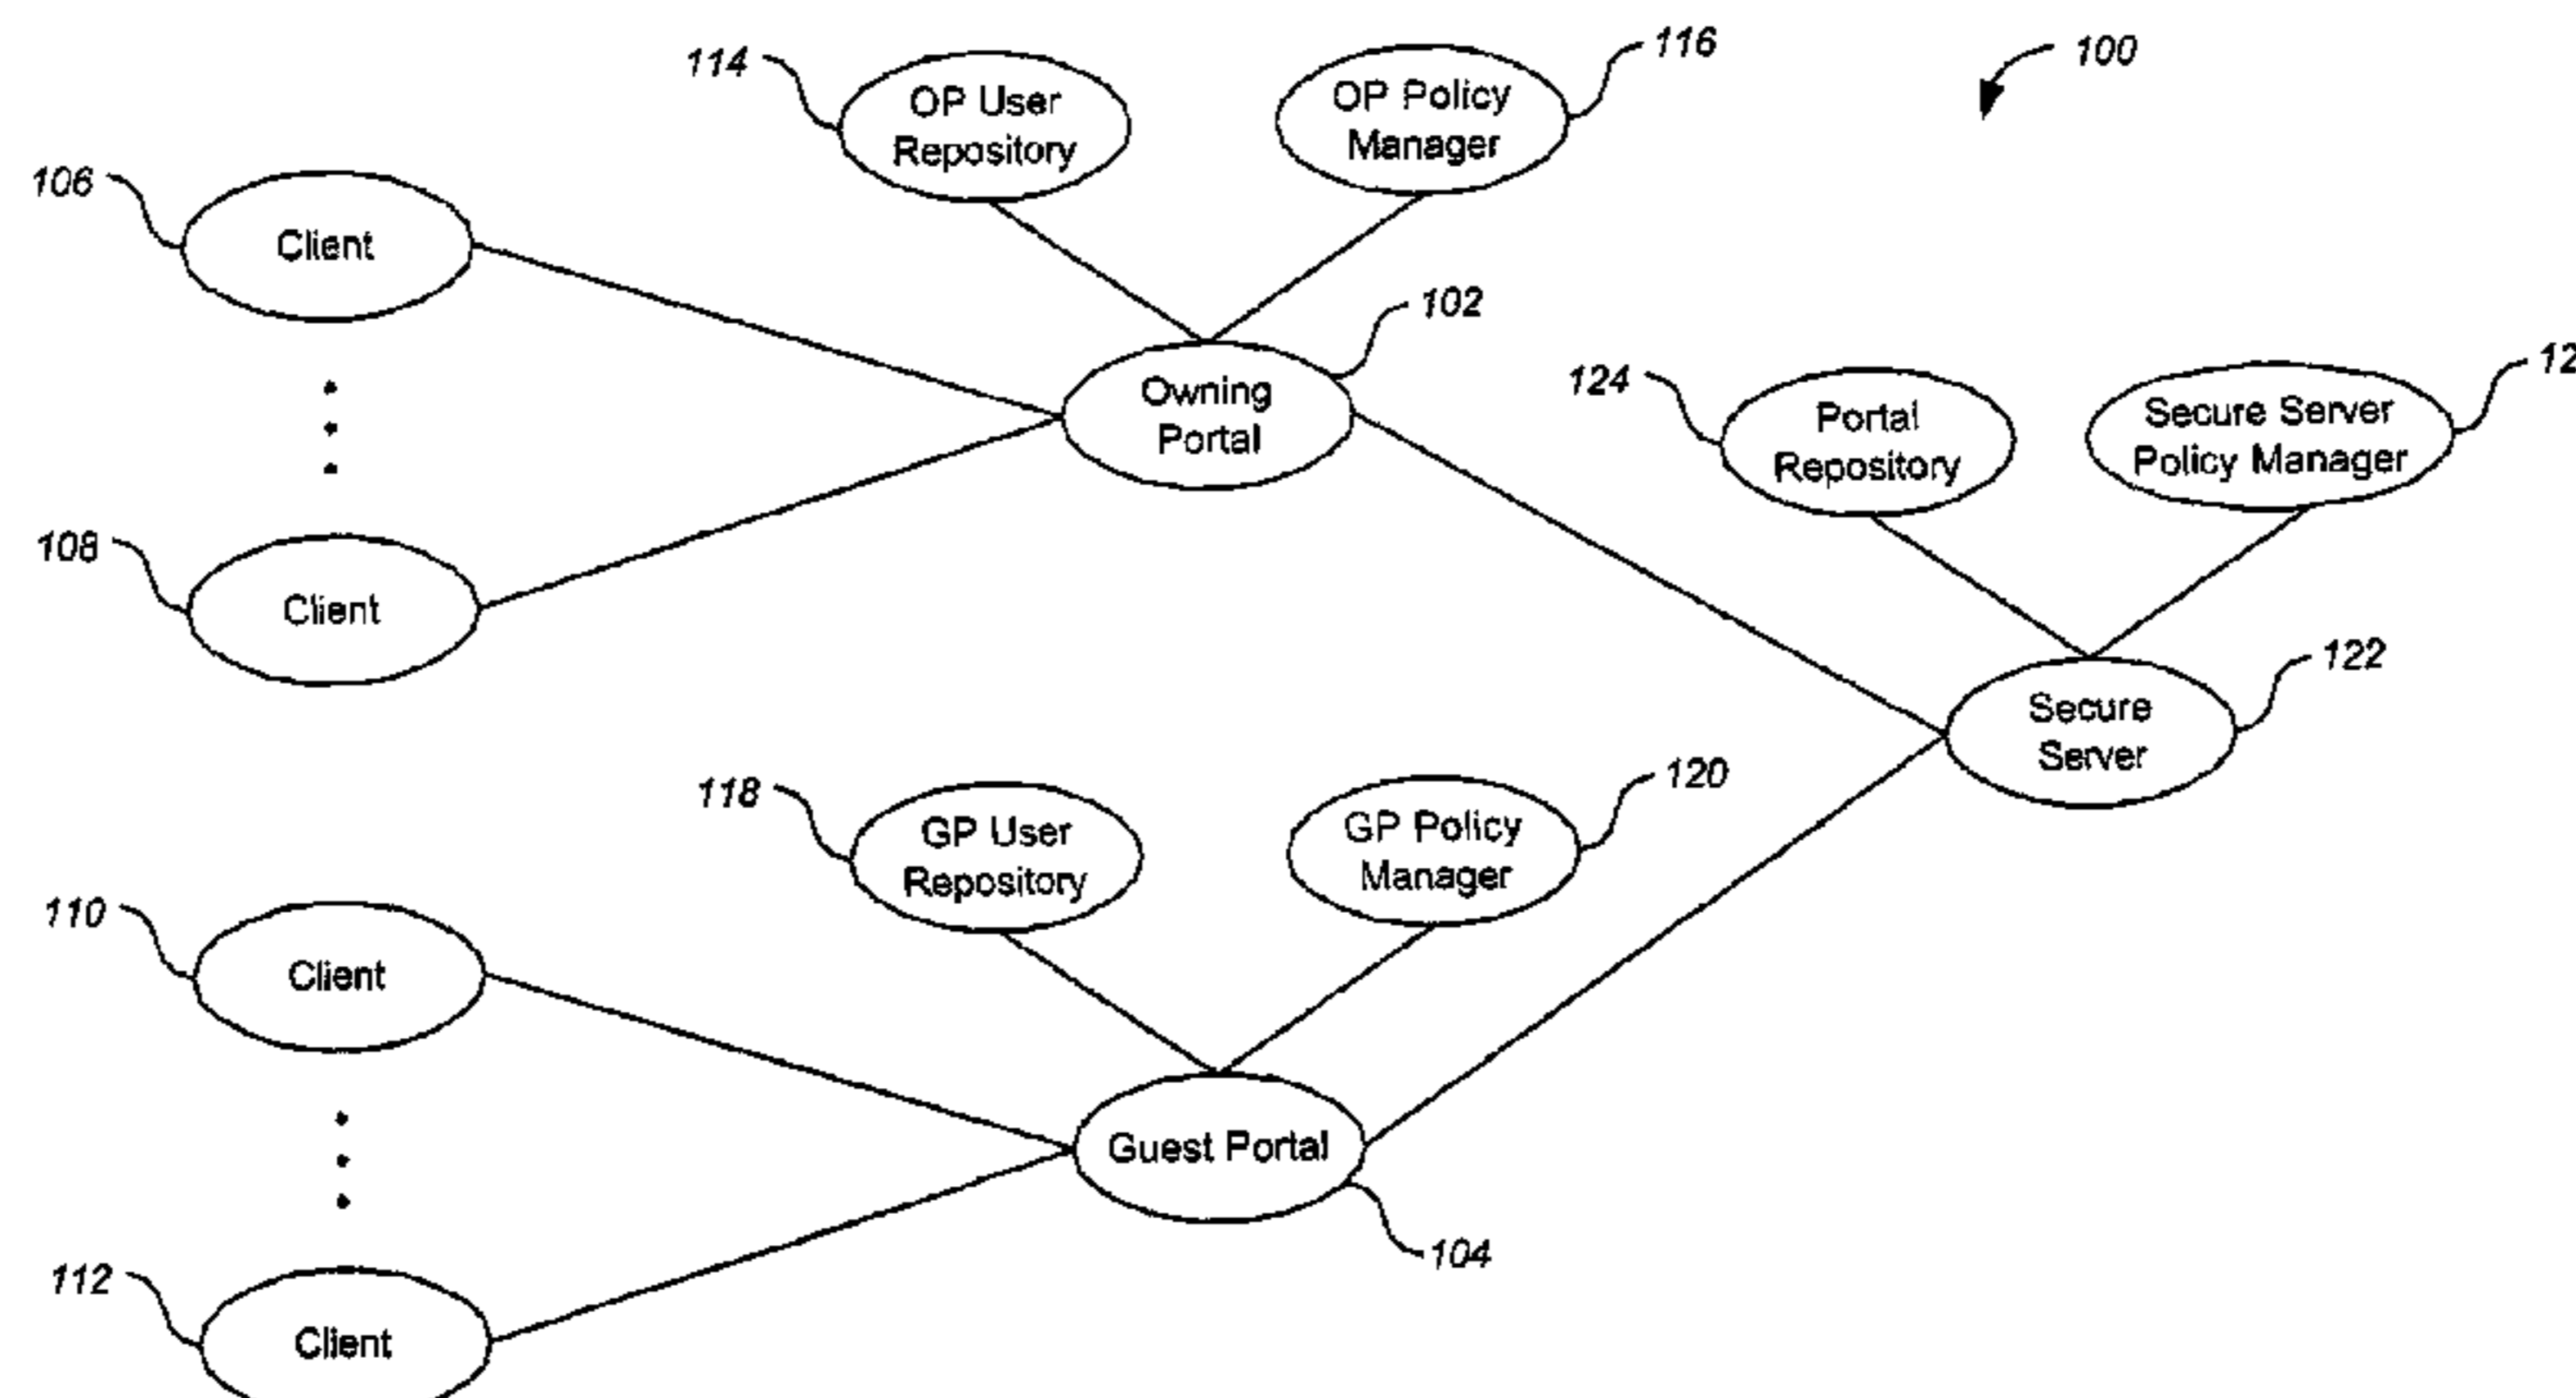 114
OP User
Repository
OP Policy
Manager
116
100
106
Client
102
Owning
Portal
124
Portal
Repository
Secure Server
Policy Manager
12
108
Client
122
Secure
Server
118
GP User
Repository
GP Policy
Manager
120
110
Client
Guest Portal
104
112
Client